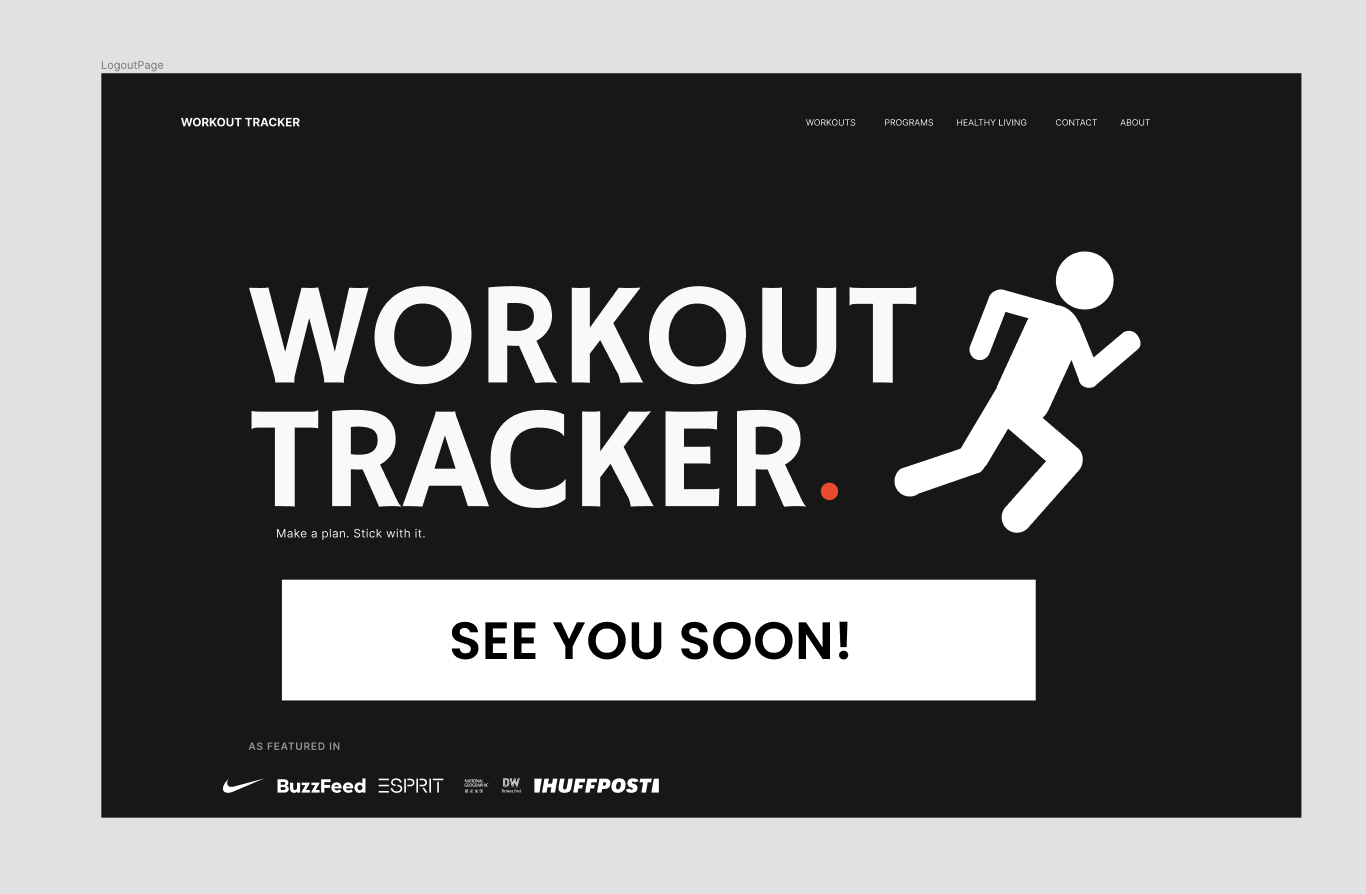 LogoutPage
WORKOUT TRACKER
WORKOUTS PROGRAMS HEALTHY LIVING CONTACT ABOUT
WORKOUT
TRACKER.
Make a plan. Stick with it.
SEE YOU SOON!
AS FEATURED IN
BuzzFeed ESPRIT NATIONAL GEOGRAPHIC DW HUFFPOST